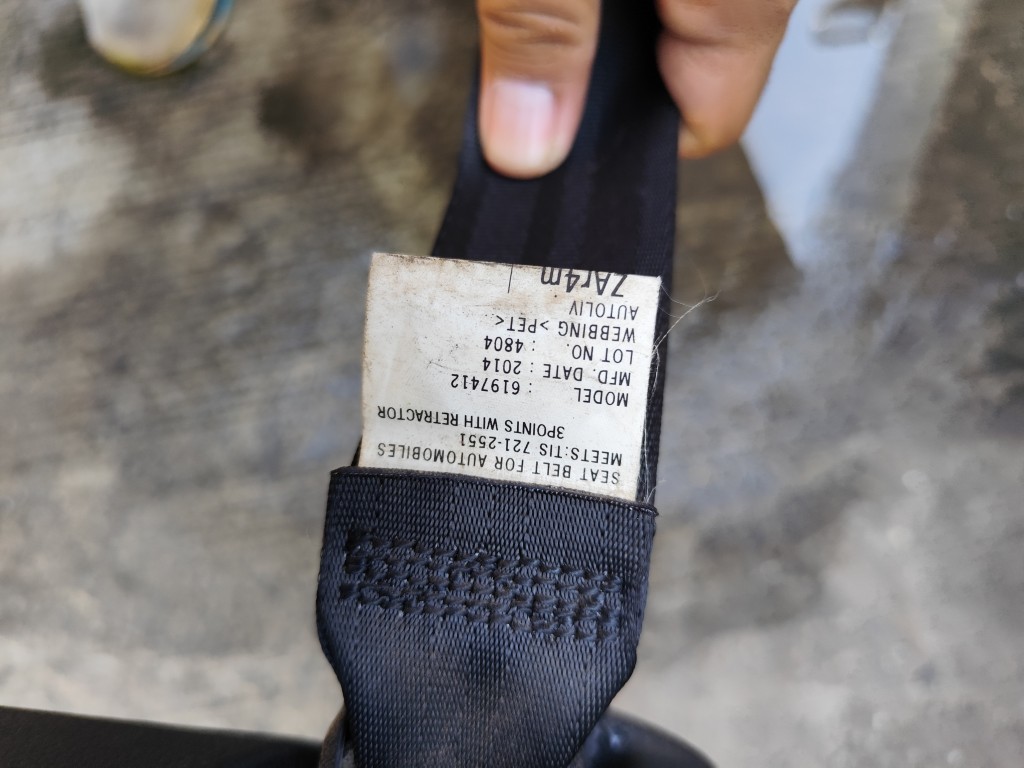 SEAT BELT FOR AUTOMOBILES
MEETS:TIS 721-2551
3POINTS WITH RETRACTOR
MODEL : 6197412
MFD. DATE : 2014
LOT NO. : 4804
WEBBING >PET<
AUTOLIV
ZAr4m